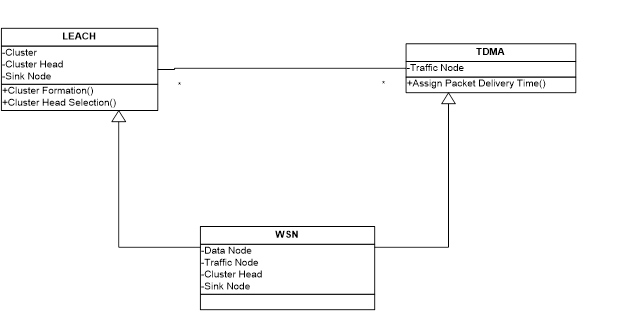 LEACH
-Cluster
-Cluster Head
-Sink Node
+Cluster Formation()
+Cluster Head Selection()
*
*
TDMA
-Traffic Node
+Assign Packet Delivery Time()
WSN
-Data Node
-Traffic Node
-Cluster Head
-Sink Node